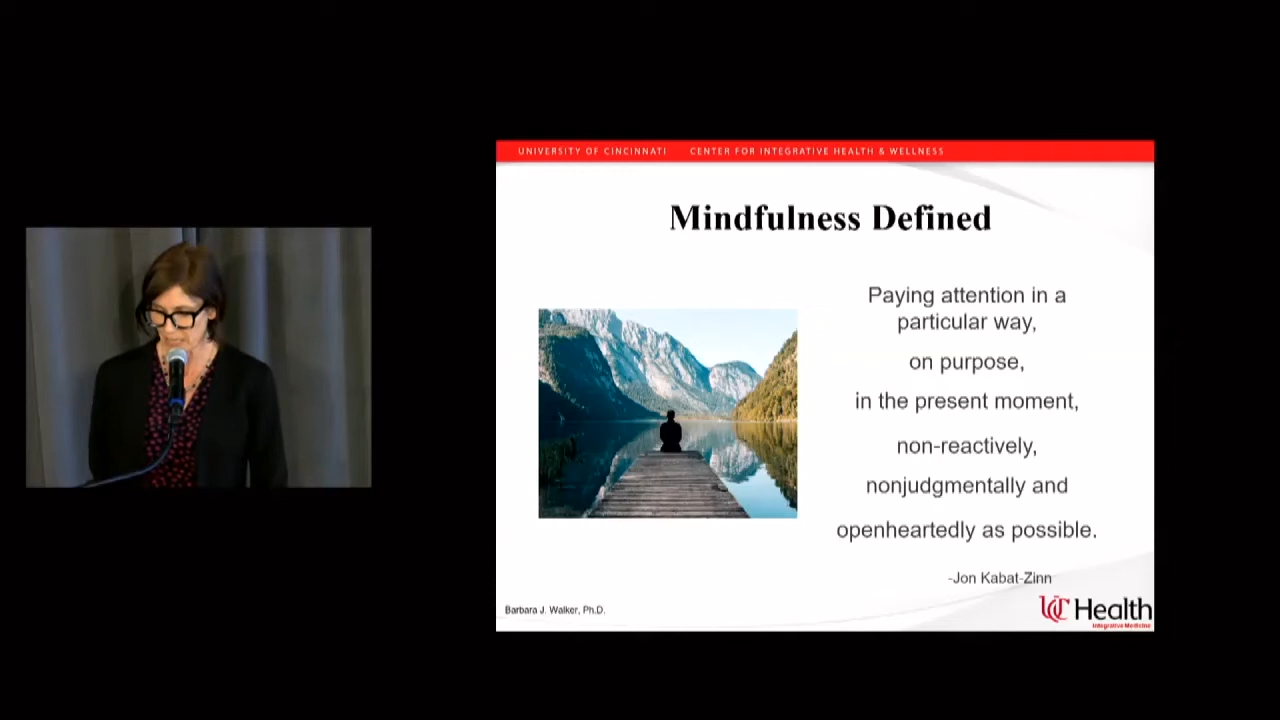 UNIVERSITY OF CINCINNATI CENTER FOR INTEGRATIVE HEALTH & WELLNESS
Mindfulness Defined
Paying attention in a
particular way,
on purpose,
in the present moment,
non-reactively,
nonjudgmentally and
openheartedly as possible.
-Jon Kabat-Zinn
Barbara J. Walker, Ph.D.
UC Health
Integrative Medicine